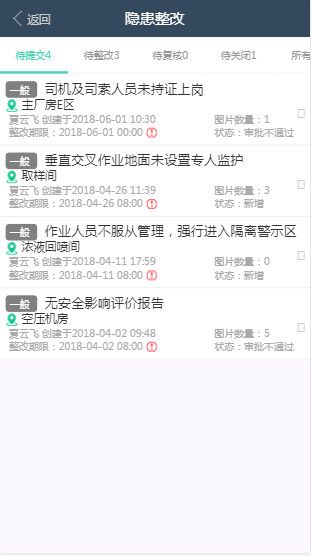 返回
隐患整改
待提交4 待整改3 待复核0 待关闭1 所有
一般 司机及司索人员未持证上岗
主厂房E区
夏云飞 创建于2018-06-01 10:30 图片数量：1
整改期限：2018-06-01 00:00 状态：审批不通过
一般 垂直交叉作业地面未设置专人监护
取样间
夏云飞 创建于2018-04-26 11:39 图片数量：3
整改期限：2018-04-26 08:00 状态：新增
一般 作业人员不服从管理，强行进入隔离警示区
浓液回喷间
夏云飞 创建于2018-04-11 17:59 图片数量：0
整改期限：2018-04-11 08:00 状态：新增
一般 无安全影响评价报告
空压机房
夏云飞 创建于2018-04-02 09:48 图片数量：5
整改期限：2018-04-02 08:00 状态：审批不通过